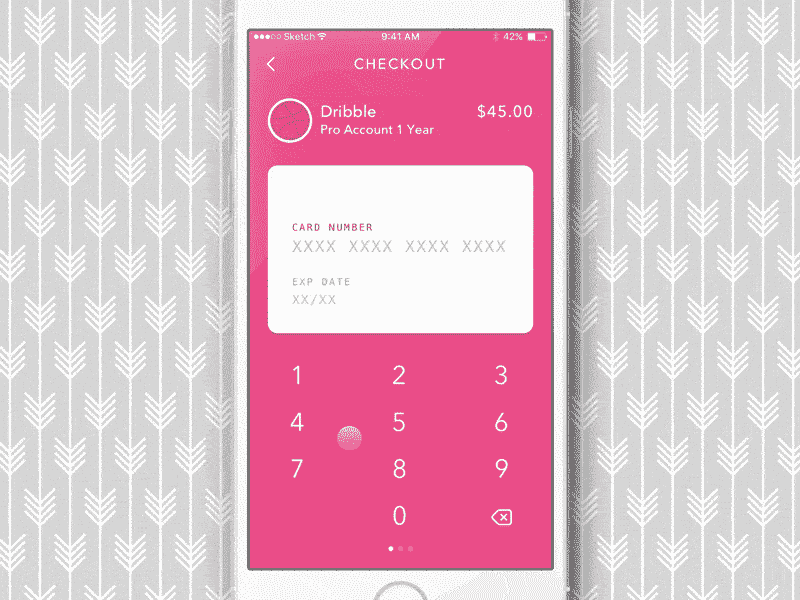 Sketch 9:41 AM 42%
CHECKOUT
Dribble $45.00
Pro Account 1 Year
CARD NUMBER
XXXX XXXX XXXX XXXX
EXP DATE
XX/XX
1 2 3
4 5 6
7 8 9
0